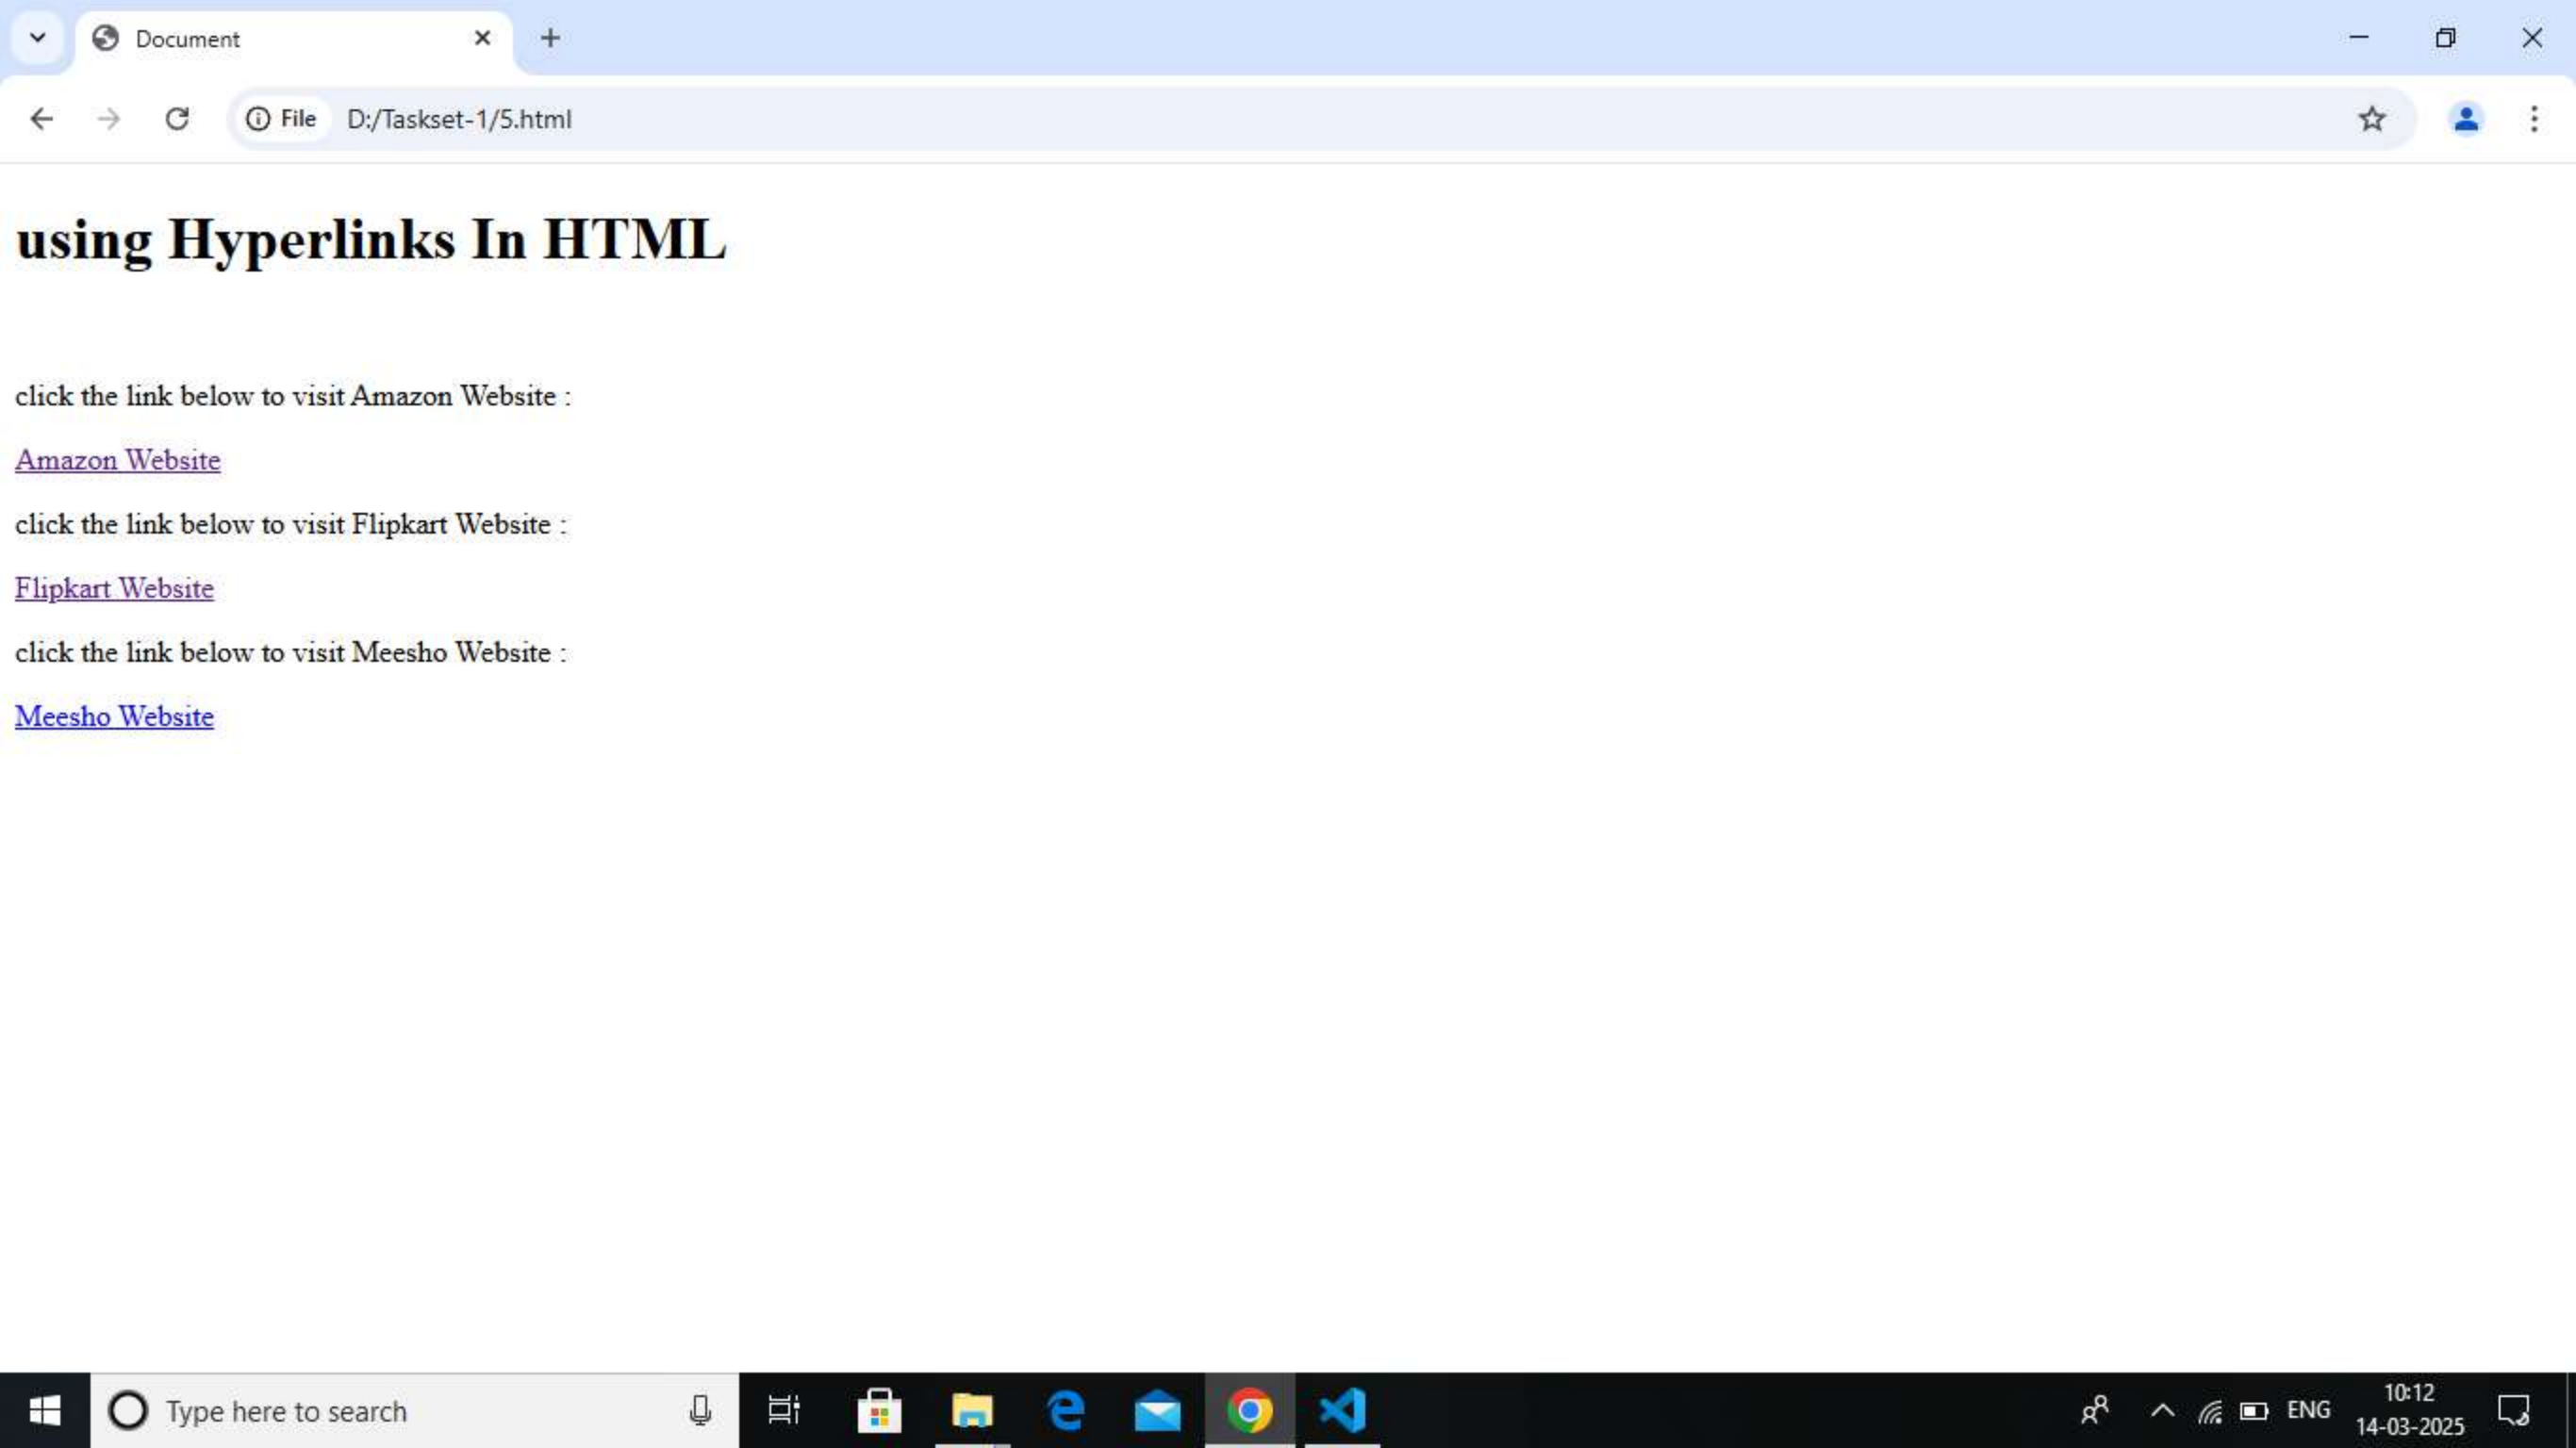 Document
File D:/Taskset-1/5.html
using Hyperlinks In HTML
click the link below to visit Amazon Website :
Amazon Website
click the link below to visit Flipkart Website :
Flipkart Website
click the link below to visit Meesho Website :
Meesho Website
Type here to search
ENG
10:12
14-03-2025